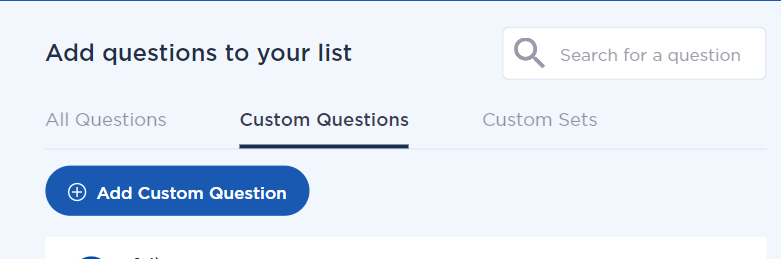 Add questions to your list
Search for a question
All Questions Custom Questions Custom Sets
Add Custom Question